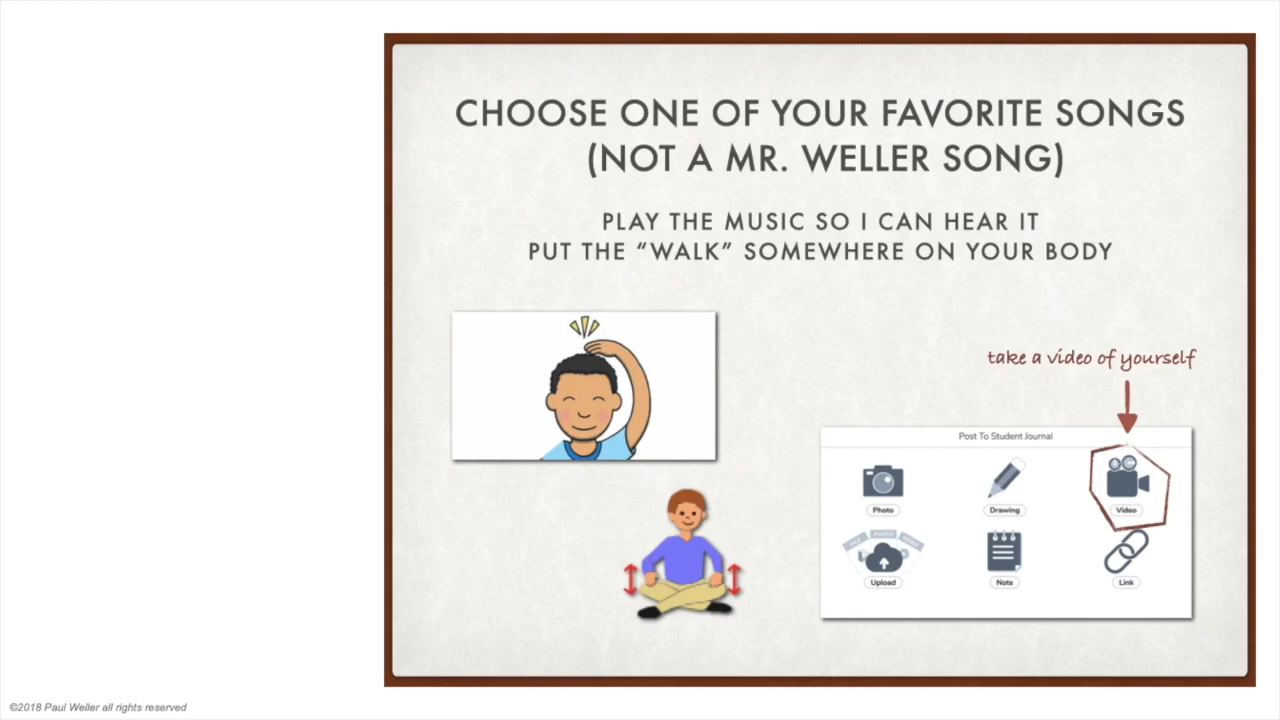 CHOOSE ONE OF YOUR FAVORITE SONGS
(NOT A MR. WELLER SONG)
PLAY THE MUSIC SO I CAN HEAR IT
PUT THE “WALK” SOMEWHERE ON YOUR BODY
take a video of yourself
Post To Student Journal
Photo
Drawing
Video
Upload
Note
Link
©2018 Paul Weller all rights reserved